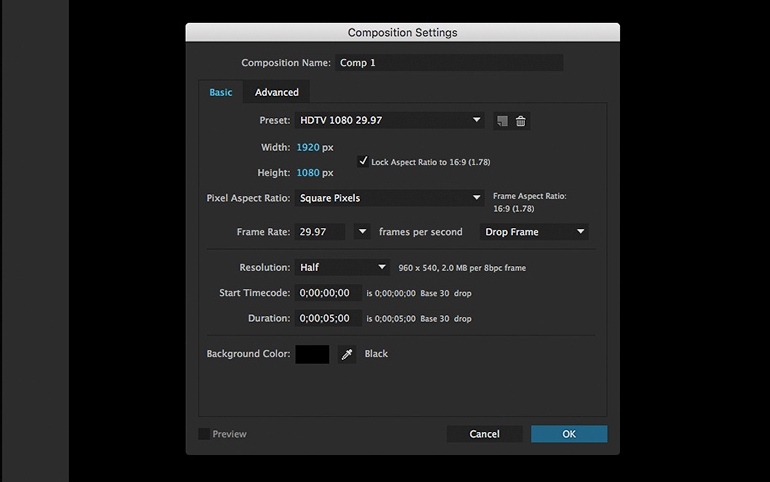 Composition Settings
Composition Name: Comp 1
Basic Advanced
Preset: HDTV 1080 29.97
Width: 1920 px
Lock Aspect Ratio to 16:9 (1.78)
Height: 1080 px
Pixel Aspect Ratio: Square Pixels
Frame Aspect Ratio:
16:9 (1.78)
Frame Rate: 29.97 frames per second Drop Frame
Resolution: Half 960 x 540, 2.0 MB per 8bpc frame
Start Timecode: 0;00;00;00 is 0;00;00;00 Base 30 drop
Duration: 0;00;05;00 is 0;00;05;00 Base 30 drop
Background Color: Black
Preview Cancel OK